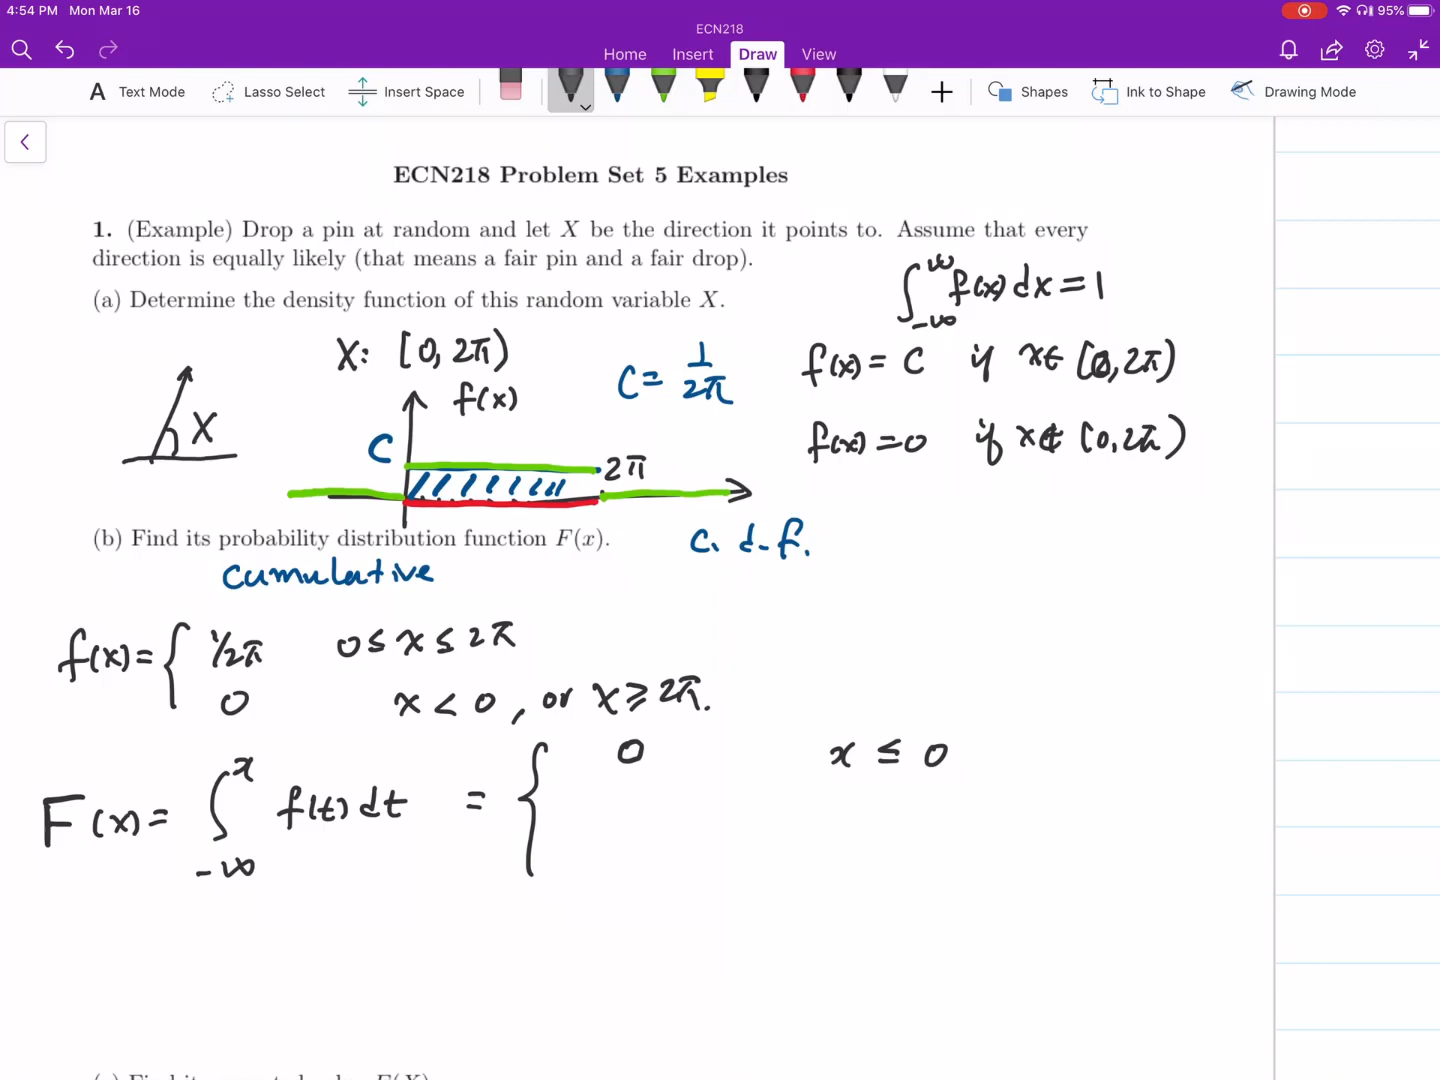 4:54 PM Mon Mar 16
95%
ECN218
Home Insert Draw View
Text Mode Lasso Select Insert Space Shapes Ink to Shape Drawing Mode
ECN218 Problem Set 5 Examples
1. (Example) Drop a pin at random and let X be the direction it points to. Assume that every
direction is equally likely (that means a fair pin and a fair drop).
∫_{-∞}^{∞} f(x) dx = 1
(a) Determine the density function of this random variable X.
X: [0, 2π)
C = 1/2π
f(x) = C if x ∈ [0, 2π)
f(x)
X
C
f(x) = 0 if x ∉ [0, 2π)
2π
(b) Find its probability distribution function F(x).
c. d.f.
cumulative
f(x) = { 1/2π 0 ≤ x ≤ 2π
0 x < 0, or x ≥ 2π.
F(x) = ∫_{-∞}^{x} f(t) dt = { 0 x ≤ 0